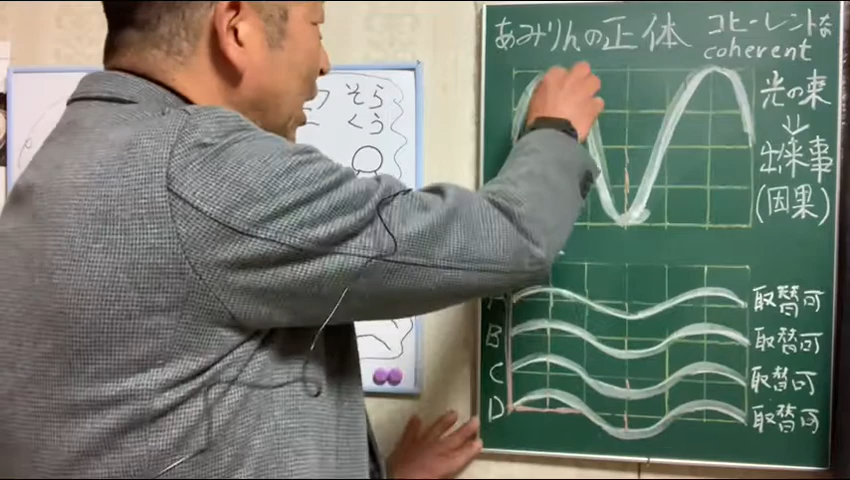 あみりんの正体
コヒーレントな
coherent
光の束
↓
出来事
(因果)
取替可
B 取替可
C 取替可
D 取替可
そら
くう